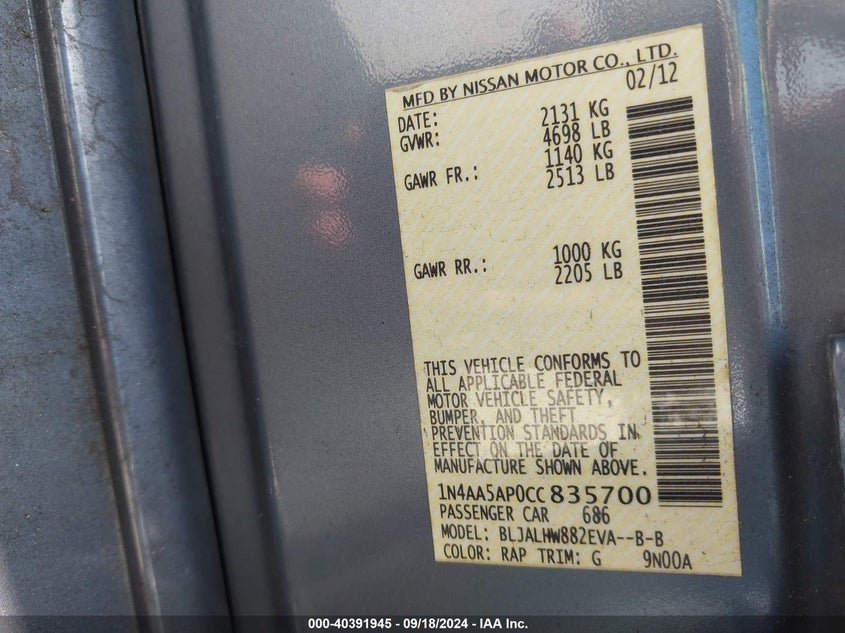 MFD BY NISSAN MOTOR CO., LTD.
DATE: 02/12
GVWR: 2131 KG
4698 LB
GAWR FR.: 1140 KG
2513 LB
GAWR RR.: 1000 KG
2205 LB
THIS VEHICLE CONFORMS TO
ALL APPLICABLE FEDERAL
MOTOR VEHICLE SAFETY,
BUMPER, AND THEFT
PREVENTION STANDARDS IN
EFFECT ON THE DATE OF
MANUFACTURE SHOWN ABOVE.
1N4AA5AP0CC 835700
PASSENGER CAR 686
MODEL: BLJALHW882EVA--B-B
COLOR: RAP TRIM: G 9N00A
000-40391945 - 09/18/2024 - IAA Inc.